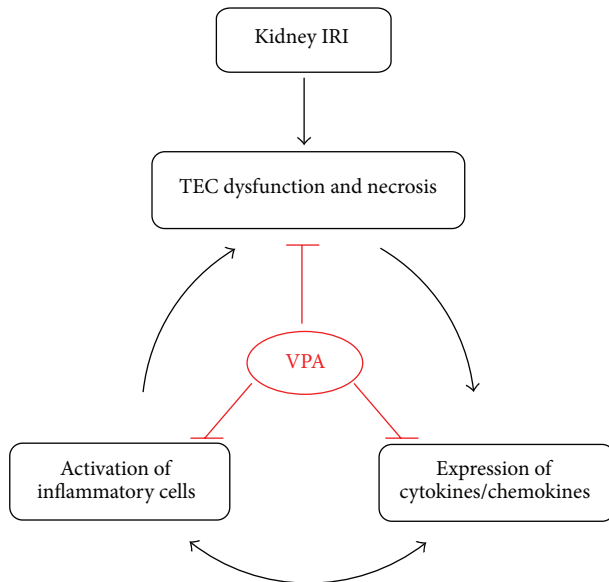 Kidney IRI
TEC dysfunction and necrosis
VPA
Activation of
inflammatory cells
Expression of
cytokines/chemokines